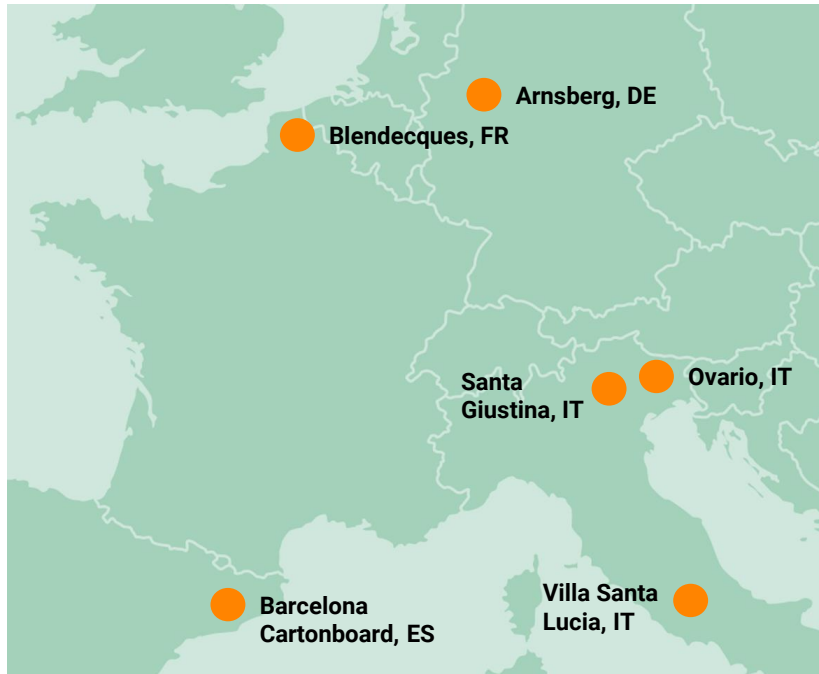 Arnsberg, DE
Blendecques, FR
Santa
Giustina, IT
Ovario, IT
Villa Santa
Lucia, IT
Barcelona
Cartonboard, ES